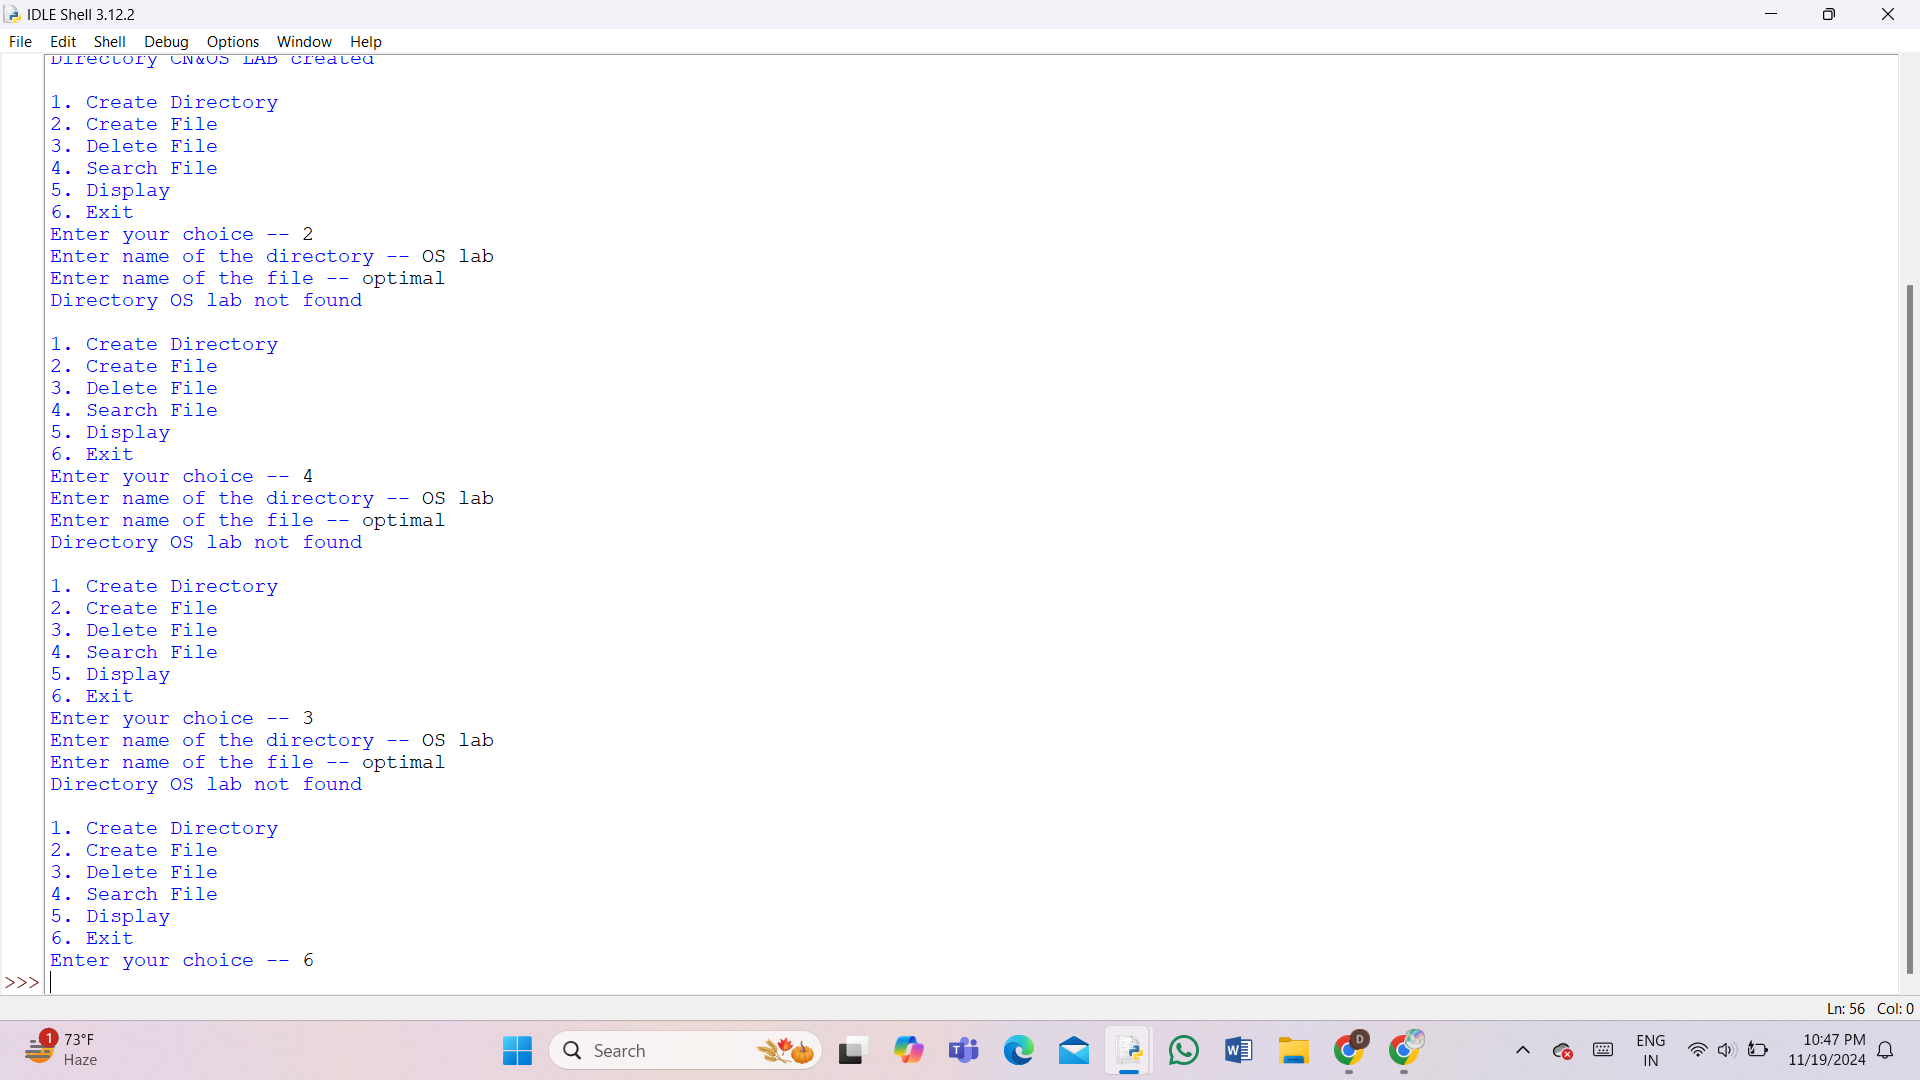 IDLE Shell 3.12.2
File Edit Shell Debug Options Window Help
Directory CN&OS LAB created
1. Create Directory
2. Create File
3. Delete File
4. Search File
5. Display
6. Exit
Enter your choice -- 2
Enter name of the directory -- OS lab
Enter name of the file -- optimal
Directory OS lab not found
1. Create Directory
2. Create File
3. Delete File
4. Search File
5. Display
6. Exit
Enter your choice -- 4
Enter name of the directory -- OS lab
Enter name of the file -- optimal
Directory OS lab not found
1. Create Directory
2. Create File
3. Delete File
4. Search File
5. Display
6. Exit
Enter your choice -- 3
Enter name of the directory -- OS lab
Enter name of the file -- optimal
Directory OS lab not found
1. Create Directory
2. Create File
3. Delete File
4. Search File
5. Display
6. Exit
Enter your choice -- 6
>>>
Ln: 56 Col: 0
1
73°F
Haze
Search
T
W
D
ENG
IN
10:47 PM
11/19/2024